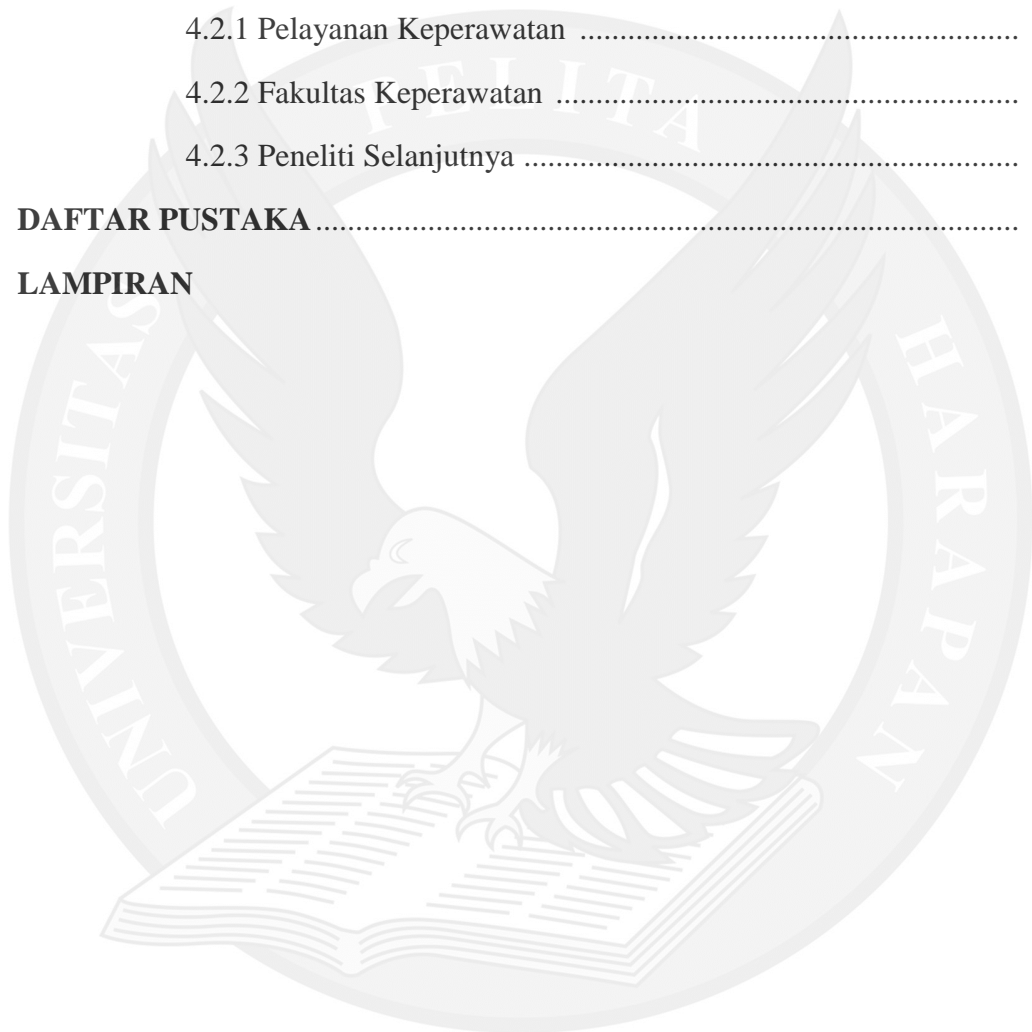 4.2.1 Pelayanan Keperawatan ......................................................
4.2.2 Fakultas Keperawatan .........................................................
4.2.3 Peneliti Selanjutnya .............................................................
DAFTAR PUSTAKA ......................................................................................
LAMPIRAN
UNIVERSITAS PELITA HARAPAN